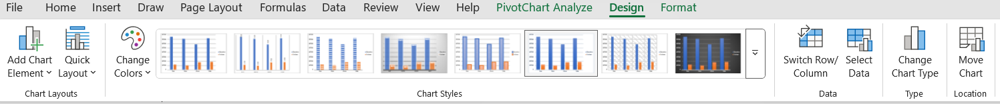 File Home Insert Draw Page Layout Formulas Data Review View Help PivotChart Analyze Design Format
Add Chart Element
Quick Layout
Change Colors
Switch Row/ Column
Select Data
Change Chart Type
Move Chart
Chart Layouts Chart Styles Data Type Location